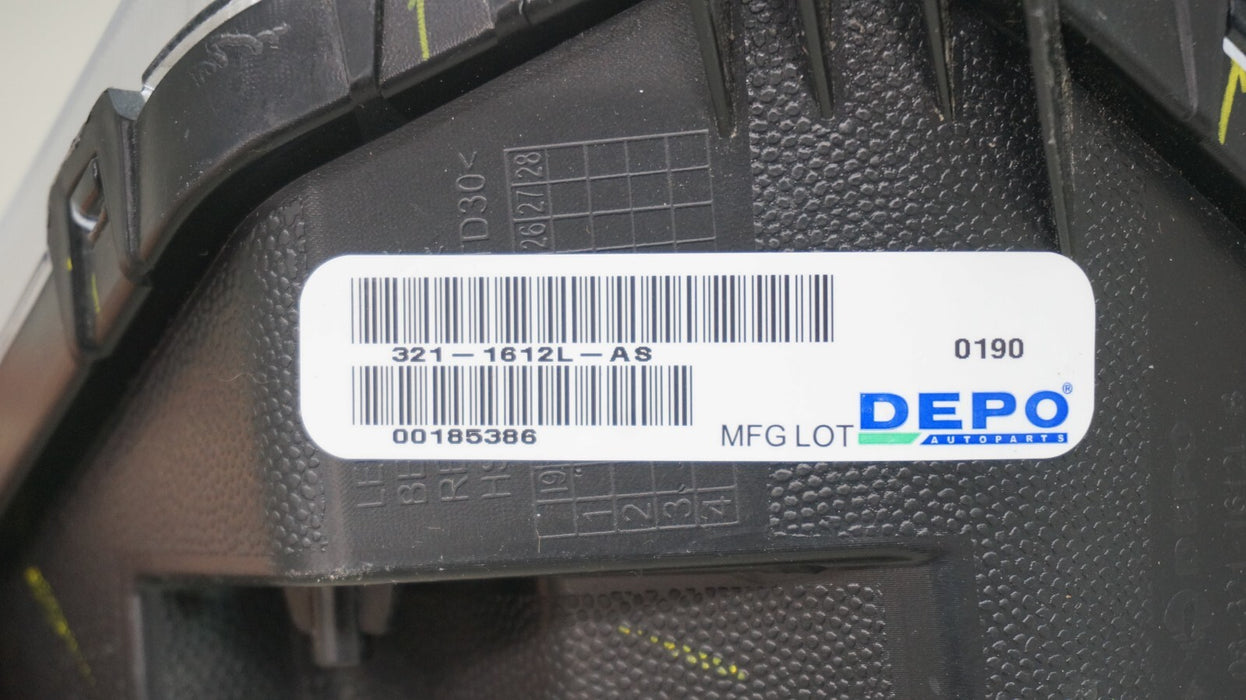 D30<
28
27
26
321-1612L-AS
0190
00185386
MFG LOT
DEPO®
AUTOPARTS
19
1
2
3
4